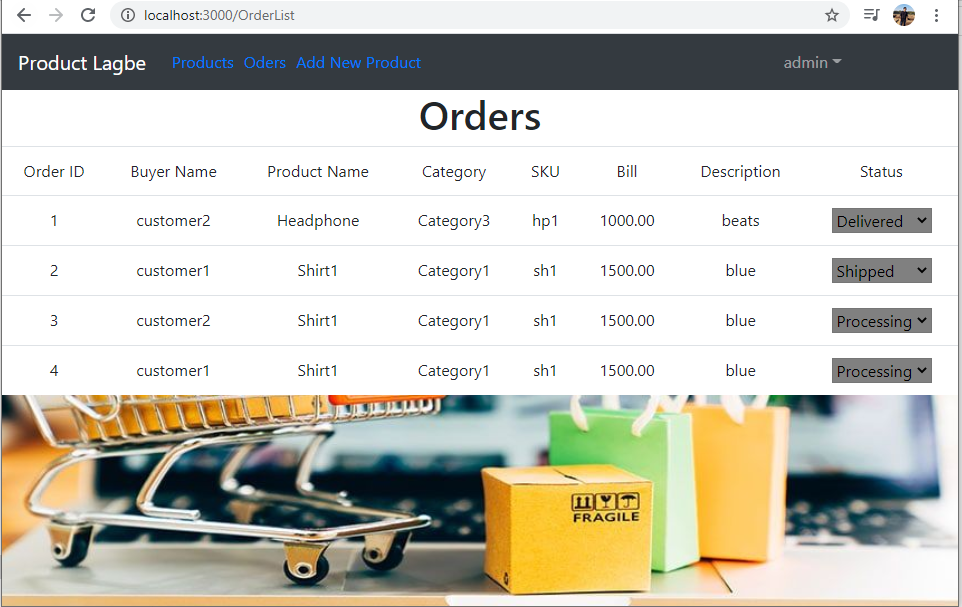 localhost:3000/OrderList
Product Lagbe Products Oders Add New Product admin
Orders
Order ID Buyer Name Product Name Category SKU Bill Description Status
1 customer2 Headphone Category3 hp1 1000.00 beats Delivered
2 customer1 Shirt1 Category1 sh1 1500.00 blue Shipped
3 customer2 Shirt1 Category1 sh1 1500.00 blue Processing
4 customer1 Shirt1 Category1 sh1 1500.00 blue Processing
FRAGILE